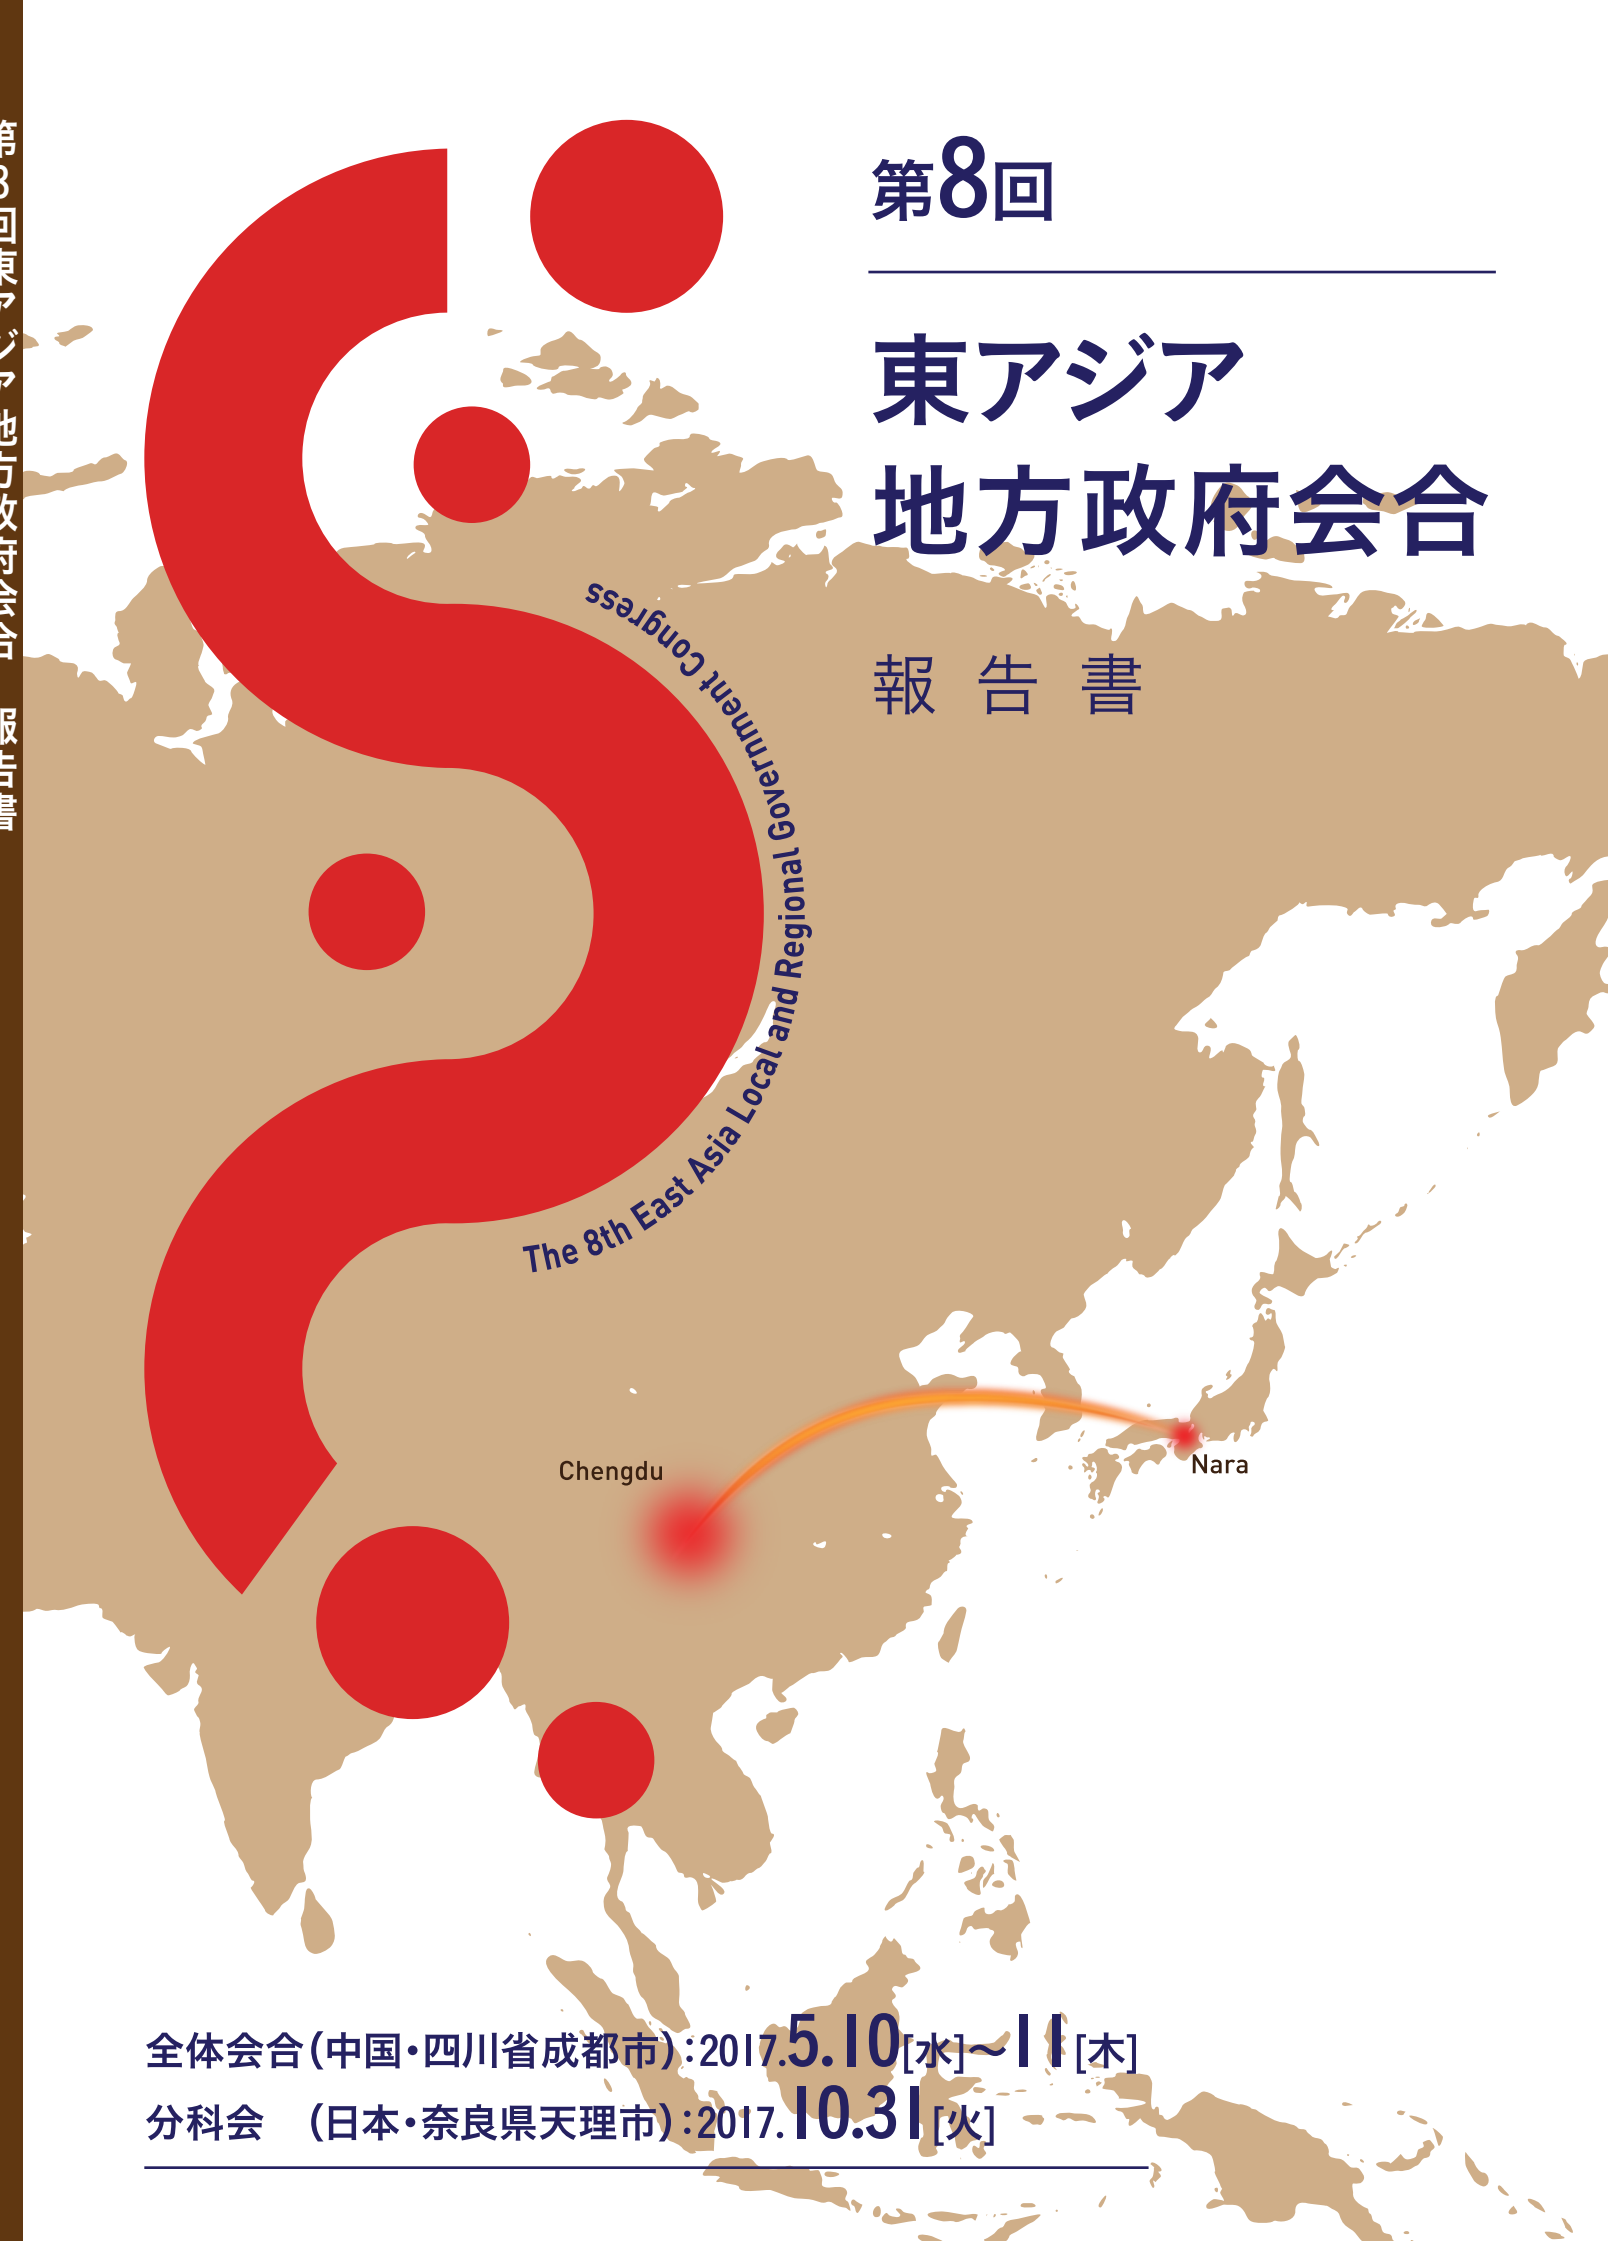 第8回東アジア地方政府会合　報告書
第8回
東アジア
地方政府会合
報告書
The 8th East Asia Local and Regional Government Congress
Chengdu
Nara
全体会合(中国・四川省成都市):2017.5.10[水]～11[木]
分科会　(日本・奈良県天理市):2017.10.31[火]